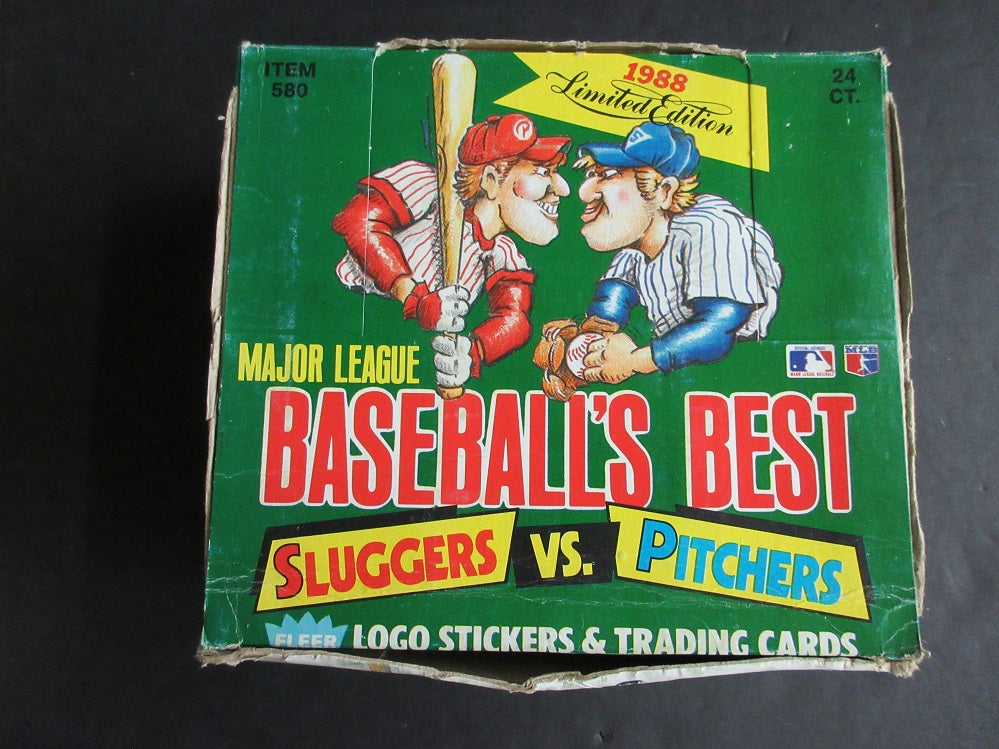 ITEM
580
1988
Limited Edition
24
CT.
P
S
MAJOR LEAGUE
BASEBALL'S BEST
SLUGGERS VS. PITCHERS
FLEER LOGO STICKERS & TRADING CARDS